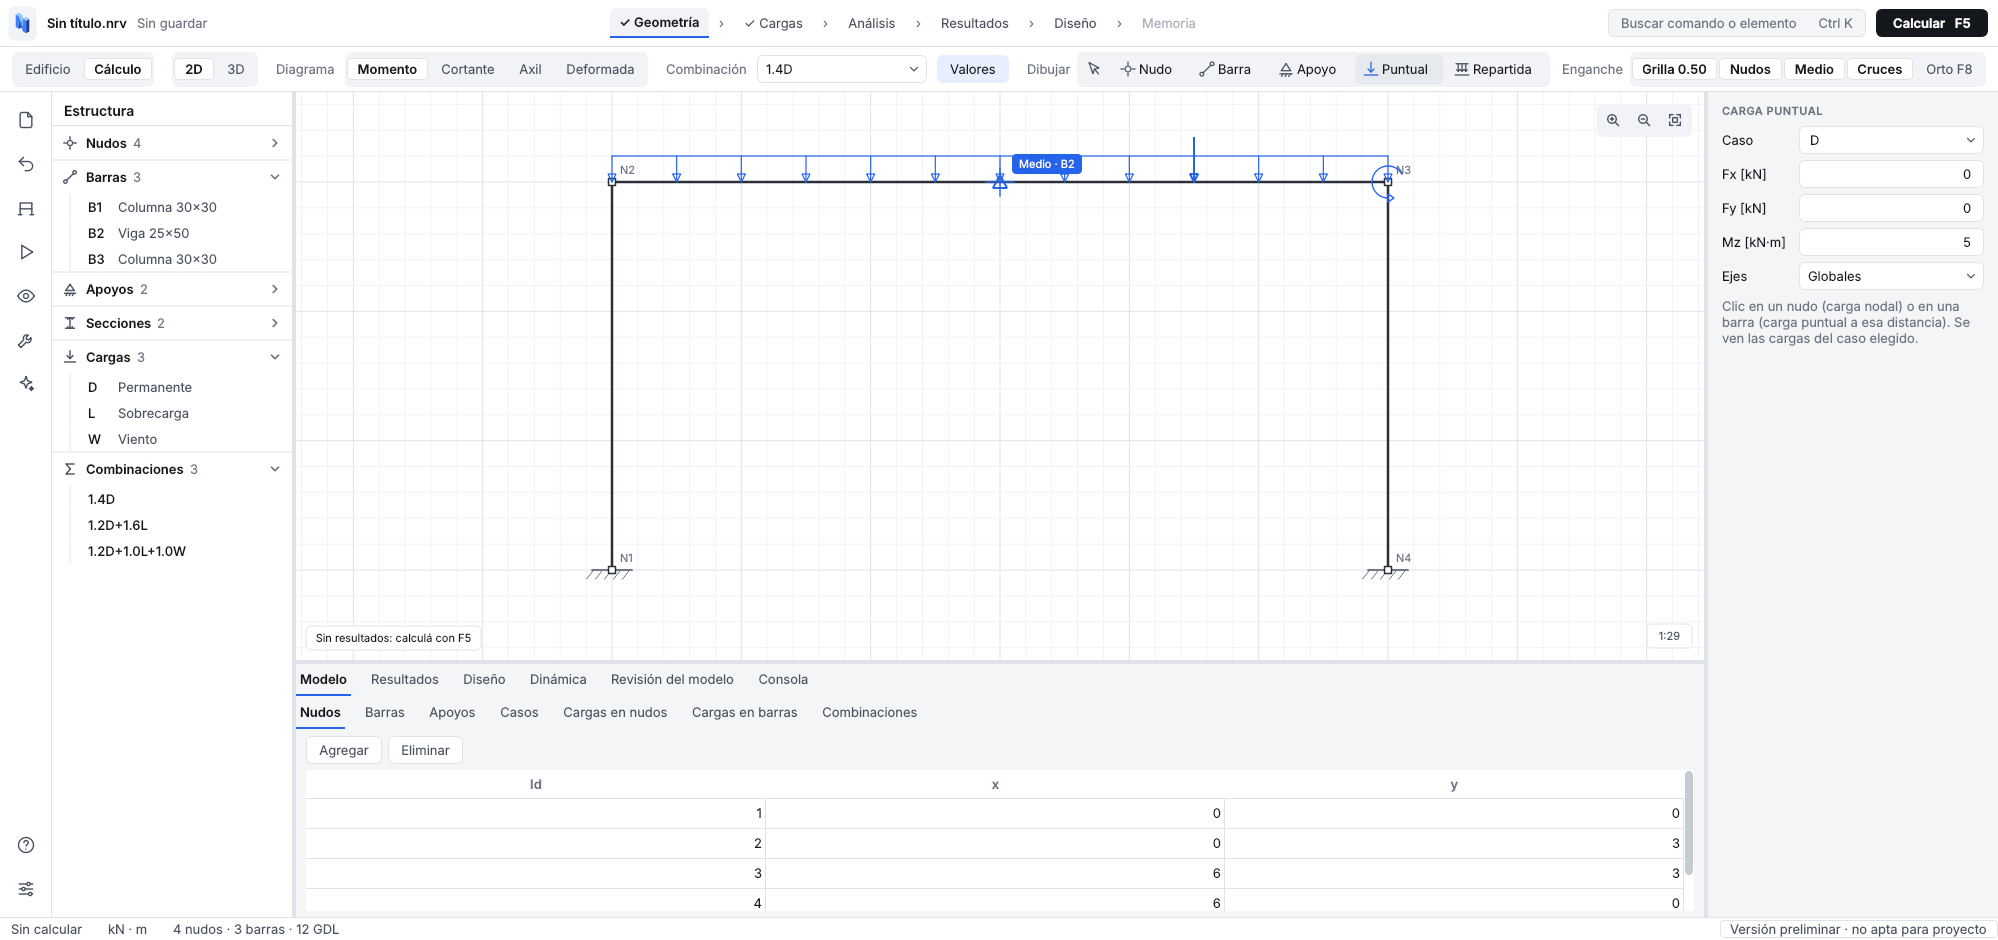 Sin título.nrv Sin guardar
✓ Geometría › ✓ Cargas › Análisis › Resultados › Diseño › Memoria
Buscar comando o elemento Ctrl K
Calcular F5
Edificio Cálculo 2D 3D Diagrama Momento Cortante Axil Deformada Combinación 1.4D Valores Dibujar Nudo Barra Apoyo Puntual Repartida Enganche Grilla 0.50 Nudos Medio Cruces Orto F8
Estructura
Nudos 4
Barras 3
B1 Columna 30×30
B2 Viga 25×50
B3 Columna 30×30
Apoyos 2
Secciones 2
Cargas 3
D Permanente
L Sobrecarga
W Viento
Combinaciones 3
1.4D
1.2D+1.6L
1.2D+1.0L+1.0W
N2
Medio · B2
N3
N1
N4
Sin resultados: calculá con F5
1:29
CARGA PUNTUAL
Caso D
Fx [kN] 0
Fy [kN] 0
Mz [kN·m] 5
Ejes Globales
Clic en un nudo (carga nodal) o en una
barra (carga puntual a esa distancia). Se
ven las cargas del caso elegido.
Modelo Resultados Diseño Dinámica Revisión del modelo Consola
Nudos Barras Apoyos Casos Cargas en nudos Cargas en barras Combinaciones
Agregar Eliminar
Id x y
1 0 0
2 0 3
3 6 3
4 6 0
Sin calcular kN · m 4 nudos · 3 barras · 12 GDL
Versión preliminar · no apta para proyecto